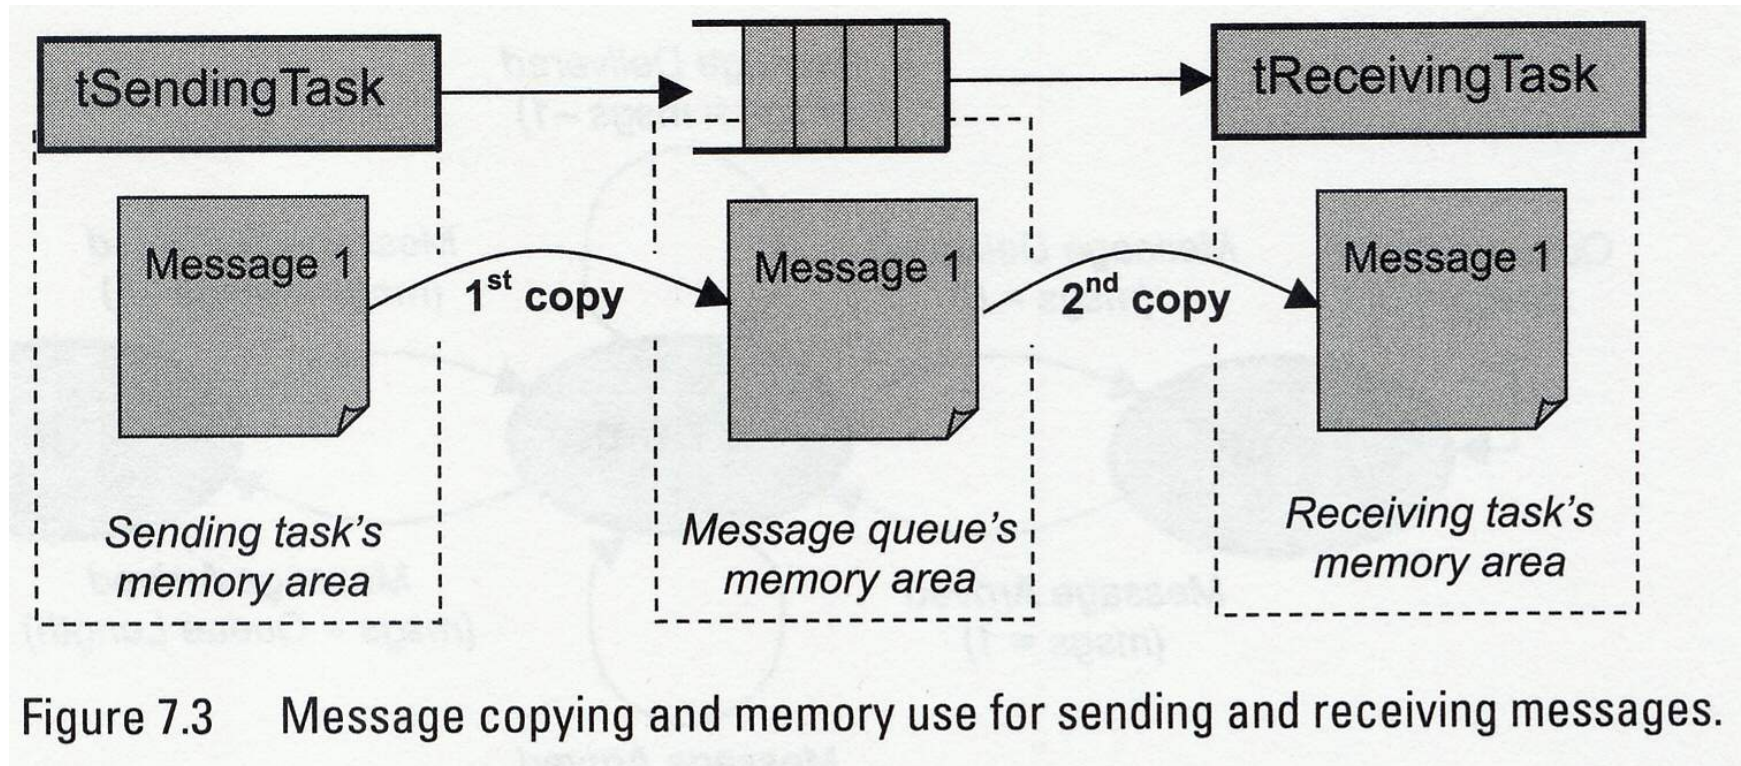 tSendingTask
tReceivingTask
Message 1
1st copy
Message 1
2nd copy
Message 1
Sending task's
memory area
Message queue's
memory area
Receiving task's
memory area
Figure 7.3 Message copying and memory use for sending and receiving messages.